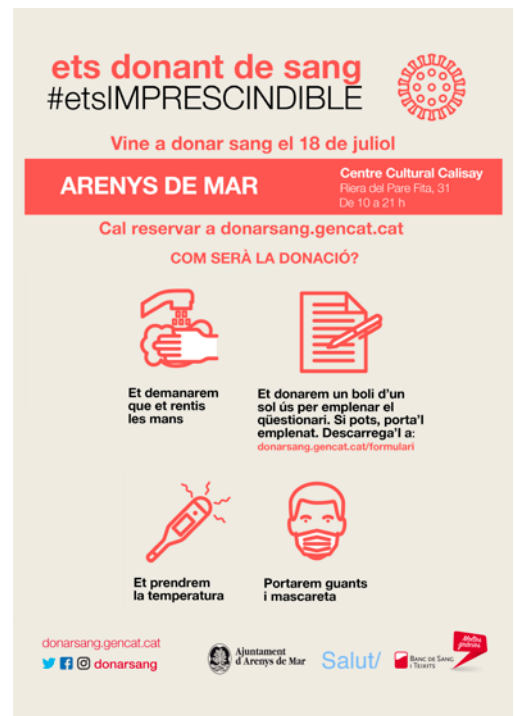 ets donant de sang
#etsIMPRESCINDIBLE
Vine a donar sang el 18 de juliol
ARENYS DE MAR
Centre Cultural Calisay
Riera del Pare Fita, 31
De 10 a 21 h
Cal reservar a donarsang.gencat.cat
COM SERÀ LA DONACIÓ?
Et demanarem
que et rentis
les mans
Et donarem un boli d'un
sol ús per emplenar el
qüestionari. Si pots, porta'l
emplenat. Descarrega'l a:
donarsang.gencat.cat/formulari
Et prendrem
la temperatura
Portarem guants
i mascareta
donarsang.gencat.cat
donarsang
Ajuntament
d'Arenys de Mar
Salut/
BANC DE SANG
I TEIXITS
Moltes
gràcies